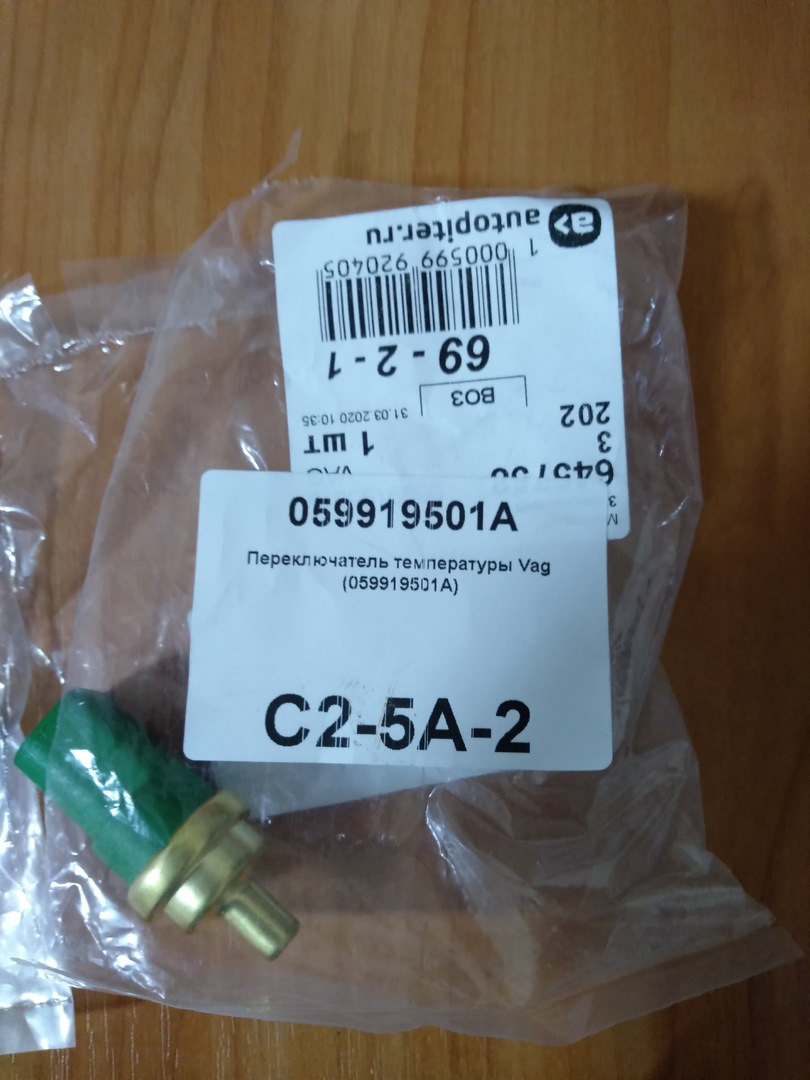 059919501A
Переключатель температуры Vag
(059919501A)
C2-5A-2
autopiter.ru
1
000599 920405
69 - 2 - 1
ВОЗ
202
31.03.2020 10:35
3
1 шт